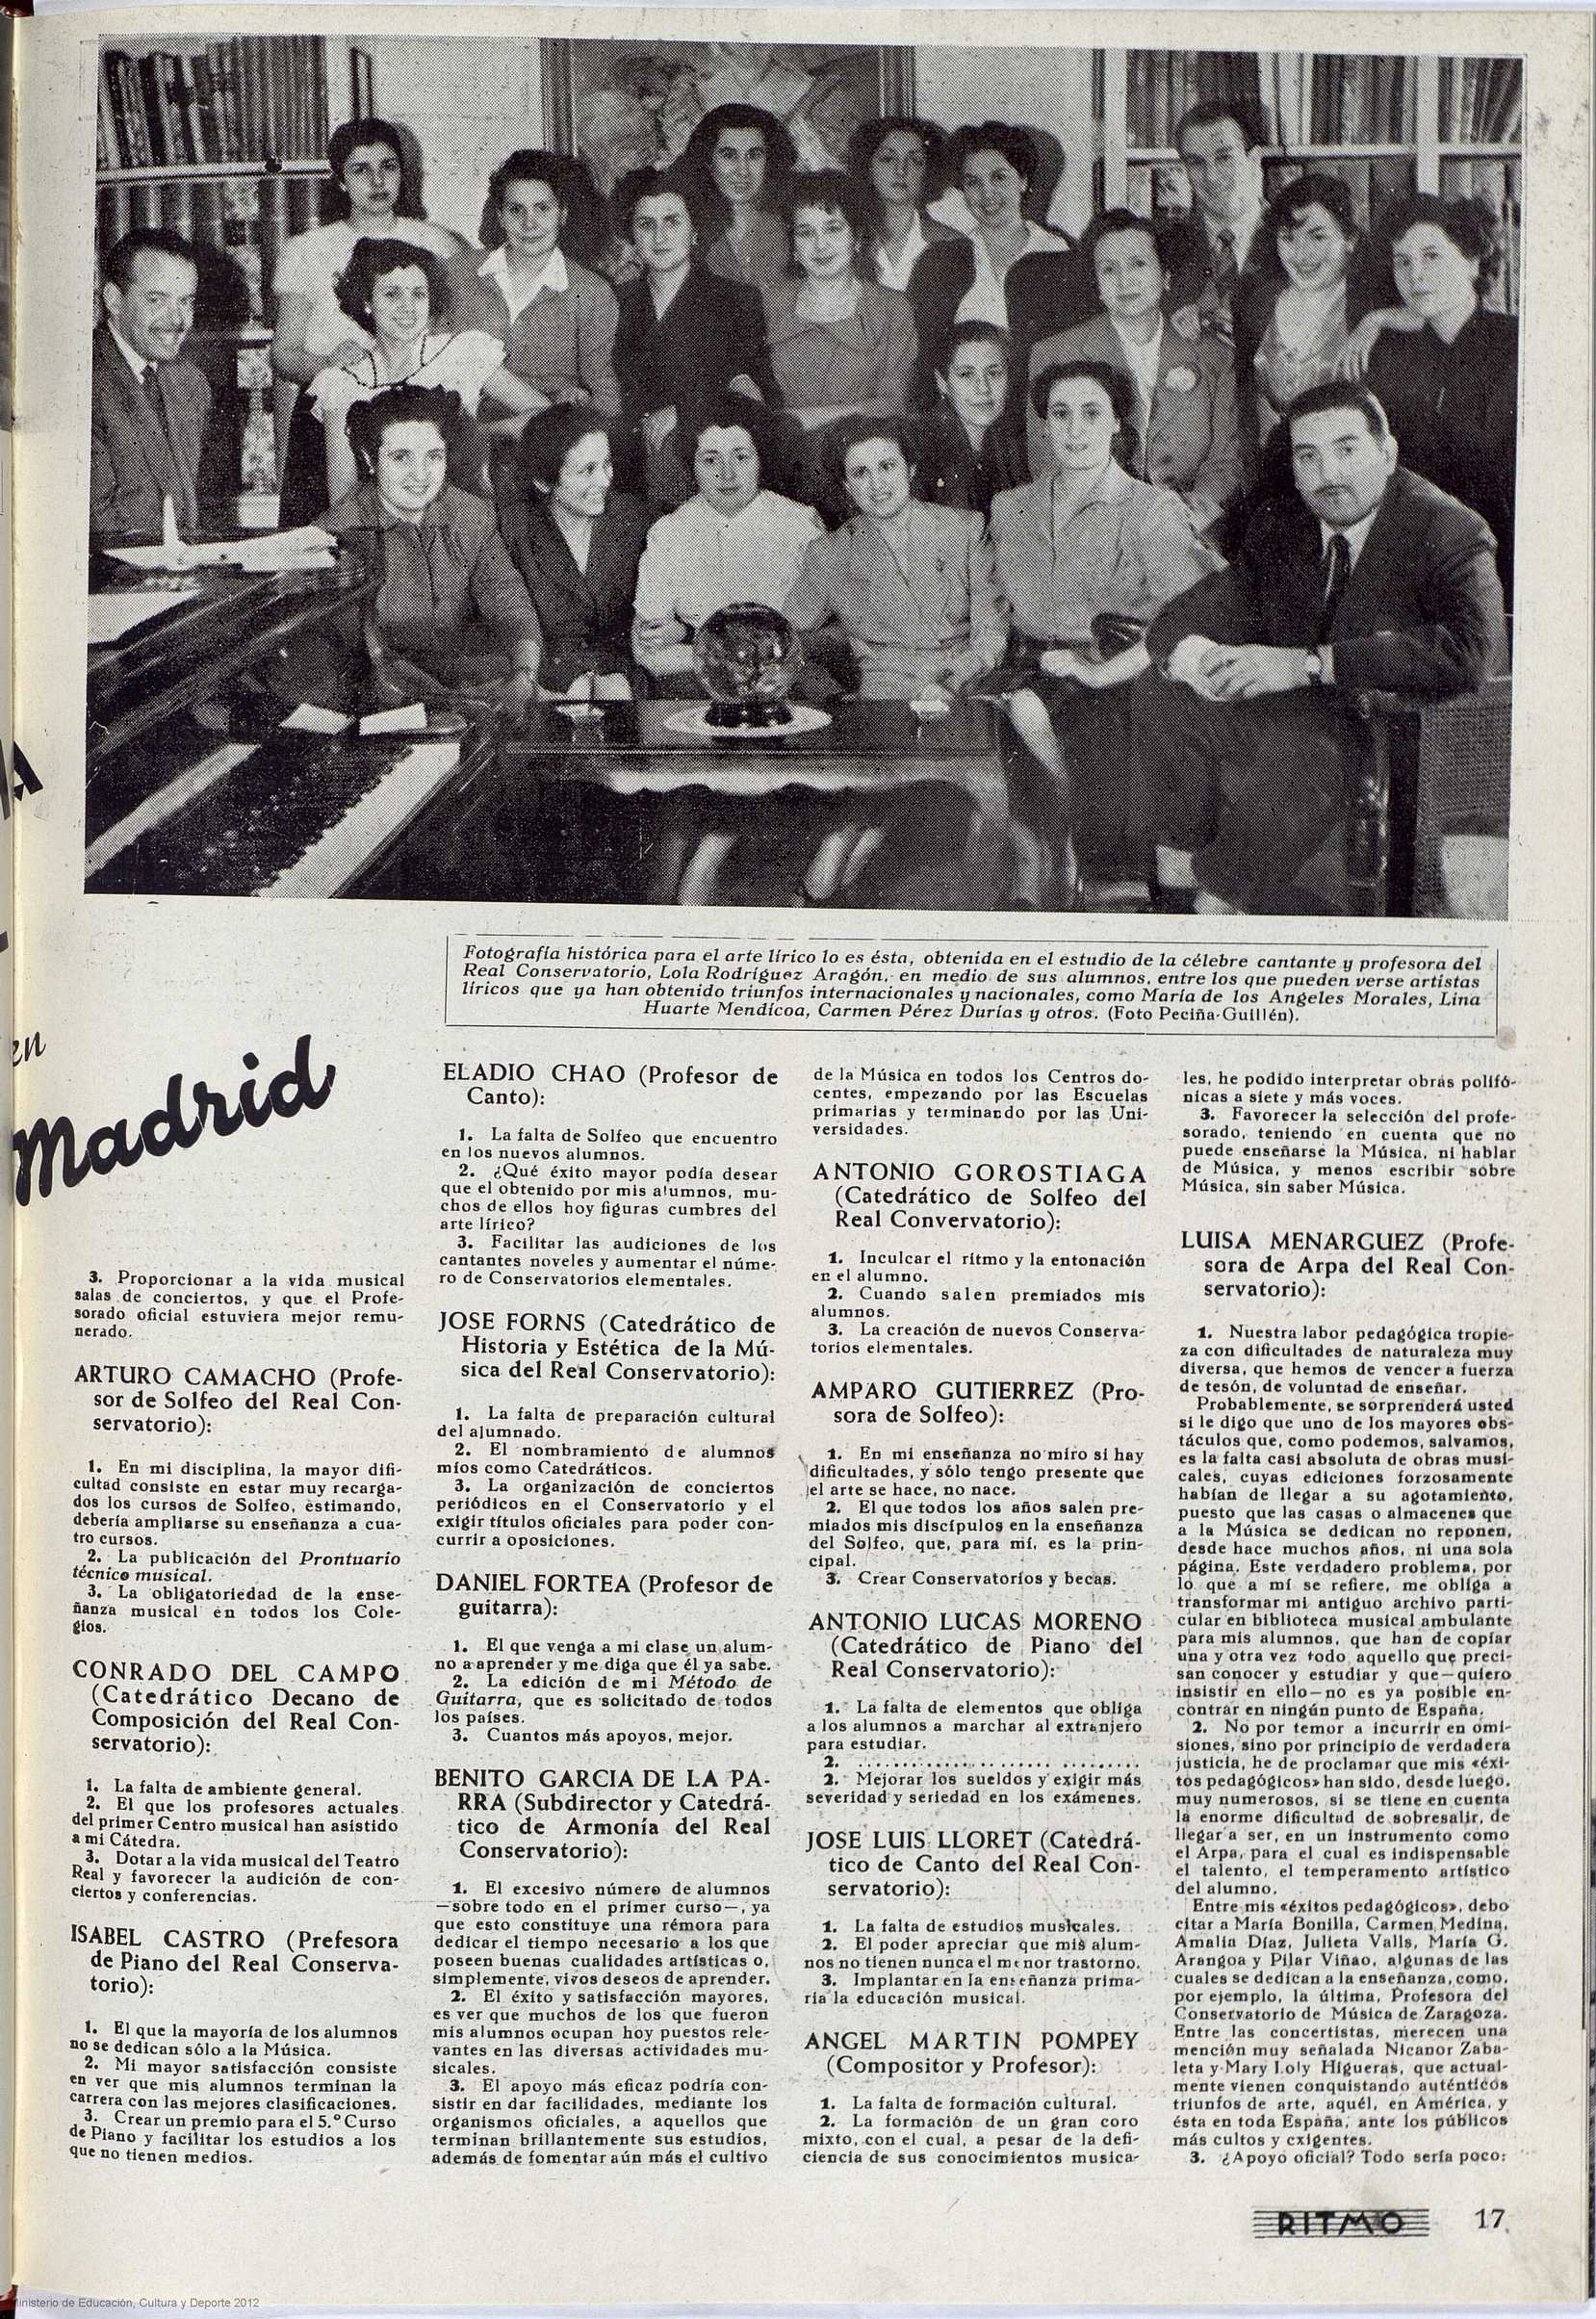 Fotografía histórica para el arte lírico lo es ésta, obtenida en el estudio de la célebre cantante y profesora del
Real Conservatorio, Lola Rodríguez Aragón, en medio de sus alumnos, entre los que pueden verse artistas
líricos que ya han obtenido triunfos internacionales y nacionales, como María de los Angeles Morales, Lina
Huarte Mendicoa, Carmen Pérez Durías y otros. (Foto Peciña-Guillén).
en
Madrid
3. Proporcionar a la vida musical
salas de conciertos, y que el Profe-
sorado oficial estuviera mejor remu-
nerado.
ARTURO CAMACHO (Profe-
sor de Solfeo del Real Con-
servatorio):
1. En mi disciplina, la mayor difi-
cultad consiste en estar muy recarga-
dos los cursos de Solfeo, estimando,
debería ampliarse su enseñanza a cua-
tro cursos.
2. La publicación del Prontuario
técnico musical.
3. La obligatoriedad de la ense-
ñanza musical en todos los Cole-
gios.
CONRADO DEL CAMPO
(Catedrático Decano de
Composición del Real Con-
servatorio):
1. La falta de ambiente general.
2. El que los profesores actuales
del primer Centro musical han asistido
a mi Cátedra.
3. Dotar a la vida musical del Teatro
Real y favorecer la audición de con-
ciertos y conferencias.
ISABEL CASTRO (Prefesora
de Piano del Real Conserva-
torio):
1. El que la mayoría de los alumnos
no se dedican sólo a la Música.
2. Mi mayor satisfacción consiste
en ver que mis alumnos terminan la
carrera con las mejores clasificaciones.
3. Crear un premio para el 5.º Curso
de Piano y facilitar los estudios a los
que no tienen medios.
ELADIO CHAO (Profesor de
Canto):
1. La falta de Solfeo que encuentro
en los nuevos alumnos.
2. ¿Qué éxito mayor podía desear
que el obtenido por mis alumnos, mu-
chos de ellos hoy figuras cumbres del
arte lírico?
3. Facilitar las audiciones de los
cantantes noveles y aumentar el núme-
ro de Conservatorios elementales.
JOSE FORNS (Catedrático de
Historia y Estética de la Mú-
sica del Real Conservatorio):
1. La falta de preparación cultural
del alumnado.
2. El nombramiento de alumnos
míos como Catedráticos.
3. La organización de conciertos
periódicos en el Conservatorio y el
exigir títulos oficiales para poder con-
currir a oposiciones.
DANIEL FORTEA (Profesor de
guitarra):
1. El que venga a mi clase un alum-
no a aprender y me diga que él ya sabe.
2. La edición de mi Método de
Guitarra, que es solicitado de todos
los países.
3. Cuantos más apoyos, mejor.
BENITO GARCIA DE LA PA-
RRA (Subdirector y Catedrá-
tico de Armonía del Real
Conservatorio):
1. El excesivo número de alumnos
—sobre todo en el primer curso—, ya
que esto constituye una rémora para
dedicar el tiempo necesario a los que
poseen buenas cualidades artísticas o,
simplemente, vivos deseos de aprender.
2. El éxito y satisfacción mayores,
es ver que muchos de los que fueron
mis alumnos ocupan hoy puestos rele-
vantes en las diversas actividades mu-
sicales.
3. El apoyo más eficaz podría con-
sistir en dar facilidades, mediante los
organismos oficiales, a aquellos que
terminan brillantemente sus estudios,
además de fomentar aún más el cultivo
de la Música en todos los Centros do-
centes, empezando por las Escuelas
primarias y terminando por las Uni-
versidades.
ANTONIO GOROSTIAGA
(Catedrático de Solfeo del
Real Convervatorio):
1. Inculcar el ritmo y la entonación
en el alumno.
2. Cuando salen premiados mis
alumnos.
3. La creación de nuevos Conserva-
torios elementales.
AMPARO GUTIERREZ (Pro-
sora de Solfeo):
1. En mi enseñanza no miro si hay
dificultades, y sólo tengo presente que
el arte se hace, no nace.
2. El que todos los años salen pre-
miados mis discípulos en la enseñanza
del Solfeo, que, para mí, es la prin-
cipal.
3. Crear Conservatorios y becas.
ANTONIO LUCAS MORENO
(Catedrático de Piano del
Real Conservatorio):
1. La falta de elementos que obliga
a los alumnos a marchar al extranjero
para estudiar.
2. ..................................
2. Mejorar los sueldos y exigir más
severidad y seriedad en los exámenes.
JOSE LUIS LLORET (Catedrá-
tico de Canto del Real Con-
servatorio):
1. La falta de estudios musicales.
2. El poder apreciar que mis alum-
nos no tienen nunca el menor trastorno.
3. Implantar en la enseñanza prima-
ria la educación musical.
ANGEL MARTIN POMPEY
(Compositor y Profesor):
1. La falta de formación cultural.
2. La formación de un gran coro
mixto, con el cual, a pesar de la defi-
ciencia de sus conocimientos musica-
les, he podido interpretar obras polifó-
nicas a siete y más voces.
3. Favorecer la selección del profe-
sorado, teniendo en cuenta que no
puede enseñarse la Música, ni hablar
de Música, y menos escribir sobre
Música, sin saber Música.
LUISA MENARGUEZ (Profe-
sora de Arpa del Real Con-
servatorio):
1. Nuestra labor pedagógica tropie-
za con dificultades de naturaleza muy
diversa, que hemos de vencer a fuerza
de tesón, de voluntad de enseñar.
Probablemente, se sorprenderá usted
si le digo que uno de los mayores obs-
táculos que, como podemos, salvamos,
es la falta casi absoluta de obras musi-
cales, cuyas ediciones forzosamente
habían de llegar a su agotamiento,
puesto que las casas o almacenes que
a la Música se dedican no reponen,
desde hace muchos años, ni una sola
página. Este verdadero problema, por
lo que a mí se refiere, me obliga a
transformar mi antiguo archivo parti-
cular en biblioteca musical ambulante
para mis alumnos, que han de copiar
una y otra vez todo aquello que preci-
san conocer y estudiar y que—quiero
insistir en ello—no es ya posible en-
contrar en ningún punto de España.
2. No por temor a incurrir en omi-
siones, sino por principio de verdadera
justicia, he de proclamar que mis «éxi-
tos pedagógicos» han sido, desde luego,
muy numerosos, si se tiene en cuenta
la enorme dificultad de sobresalir, de
llegar a ser, en un instrumento como
el Arpa, para el cual es indispensable
el talento, el temperamento artístico
del alumno.
Entre mis «éxitos pedagógicos», debo
citar a María Bonilla, Carmen Medina,
Amalia Díaz, Julieta Valls, María G.
Arangoa y Pilar Viñao, algunas de las
cuales se dedican a la enseñanza, como,
por ejemplo, la última, Profesora del
Conservatorio de Música de Zaragoza.
Entre las concertistas, merecen una
mención muy señalada Nicanor Zaba-
leta y Mary Loly Higueras, que actual-
mente vienen conquistando auténticos
triunfos de arte, aquél, en América, y
ésta en toda España, ante los públicos
más cultos y exigentes.
3. ¿Apoyo oficial? Todo sería poco:
RITMO 17
Ministerio de Educación, Cultura y Deporte 2012